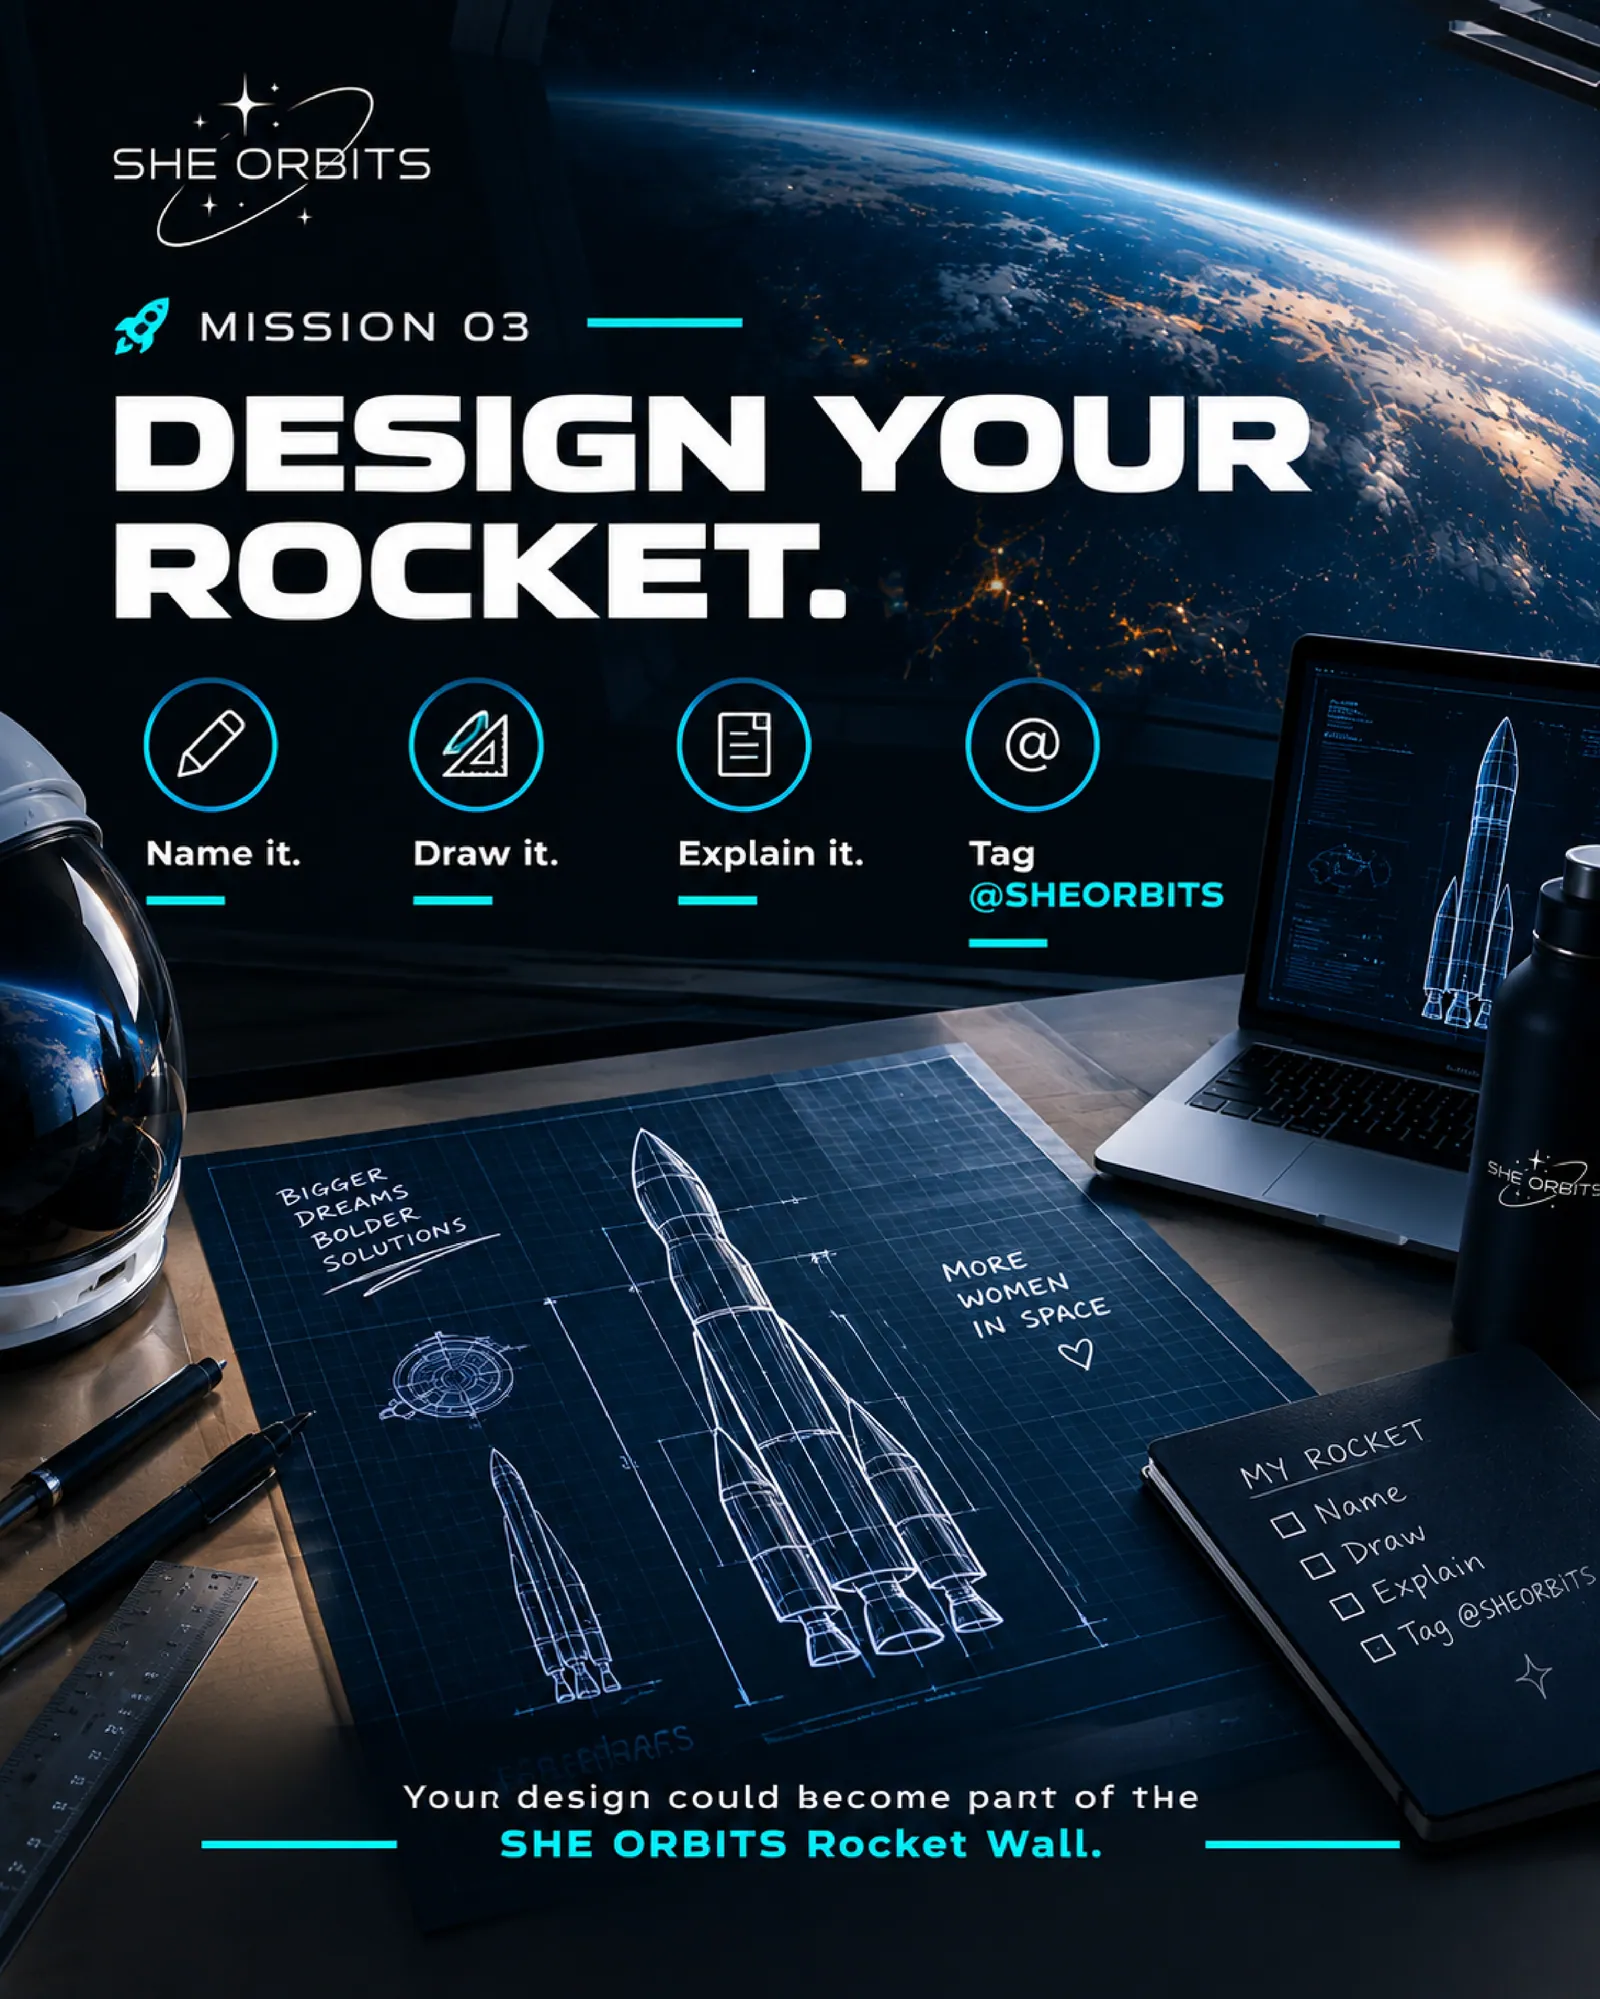 SHE ORBITS
MISSION 03
DESIGN YOUR
ROCKET.
Name it.
Draw it.
Explain it.
Tag
@SHEORBITS
@
BIGGER
DREAMS
BOLDER
SOLUTIONS
MORE
WOMEN
IN SPACE
SHE ORBITS
MY ROCKET
Name
Draw
Explain
Tag @SHEORBITS
Your design could become part of the
SHE ORBITS Rocket Wall.